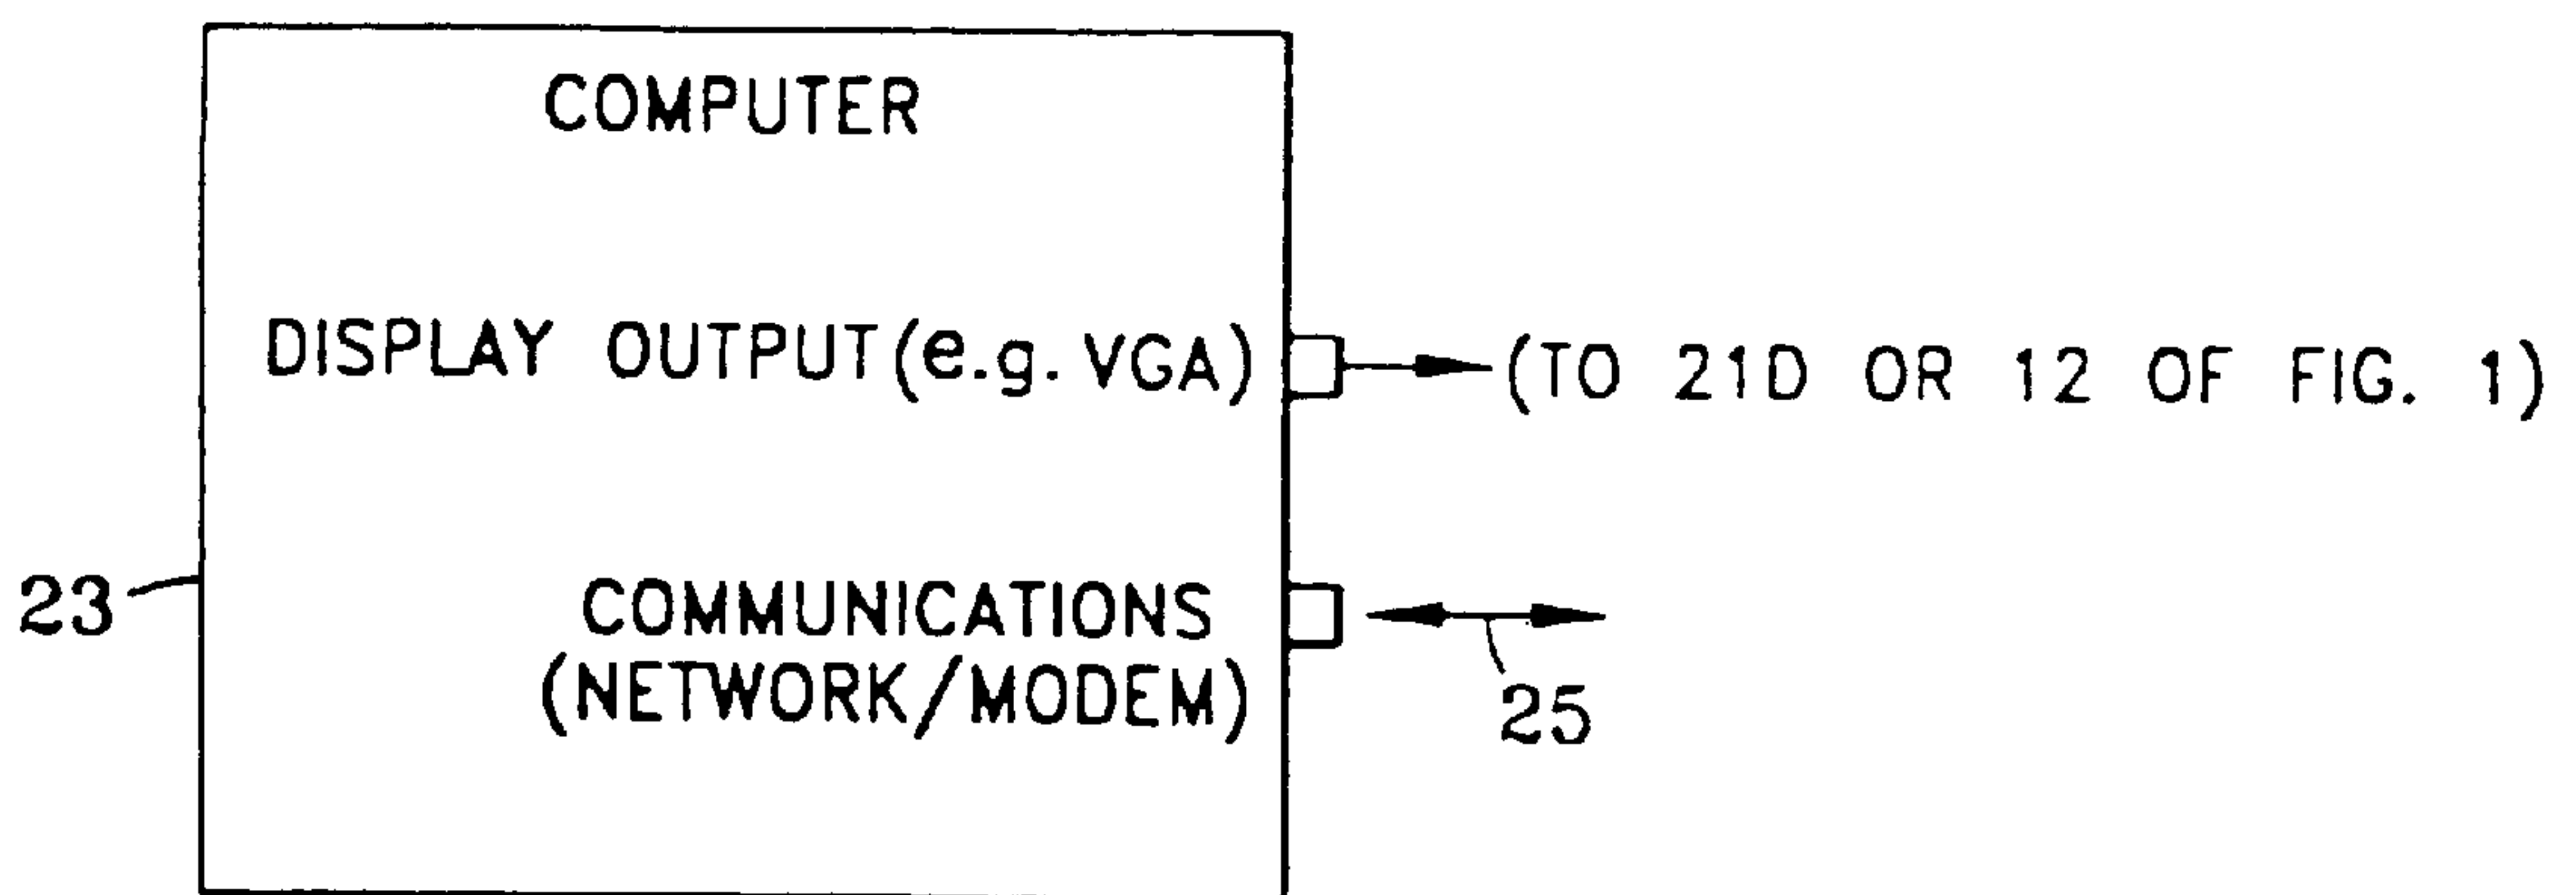 COMPUTER
DISPLAY OUTPUT(e.g. VGA)
(TO 21D OR 12 OF FIG. 1)
23
COMMUNICATIONS
(NETWORK/MODEM)
25